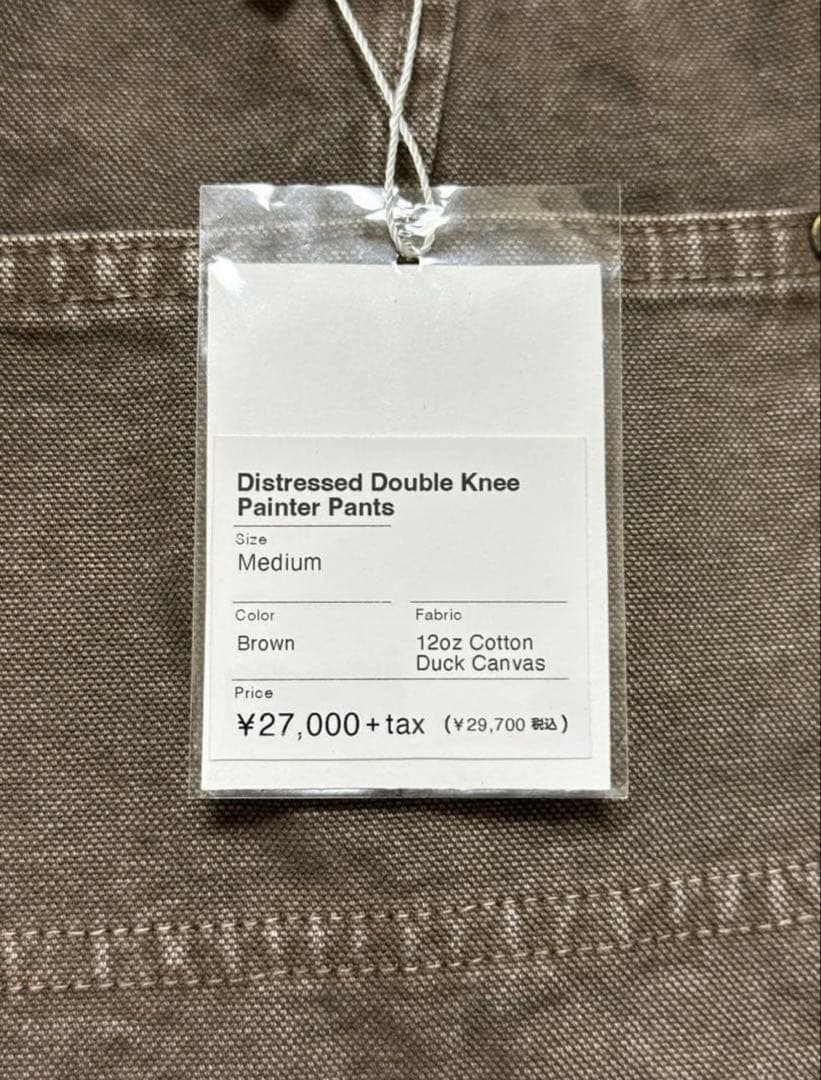 Distressed Double Knee
Painter Pants
Size
Medium
Color
Fabric
Brown
12oz Cotton
Duck Canvas
Price
¥27,000+tax (¥29,700 税込)